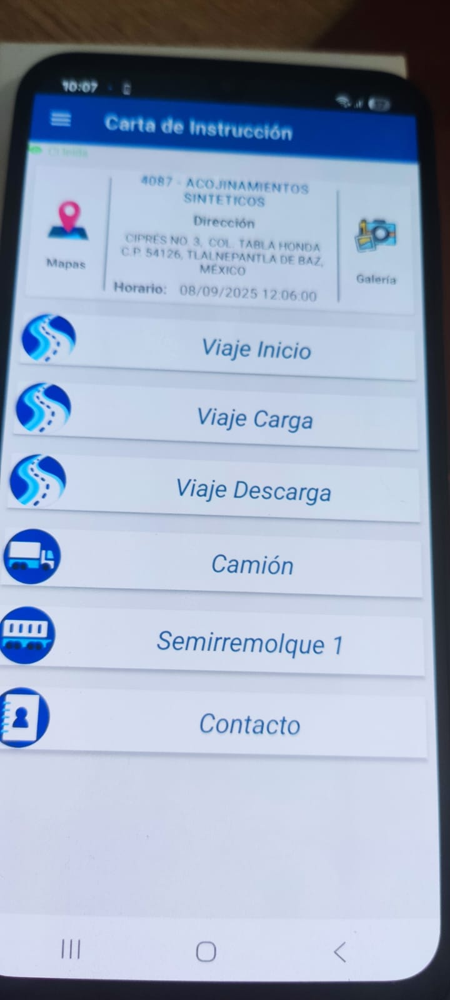 10:07
Carta de Instrucción
CI leída
4087 - ACOJINAMIENTOS
SINTETICOS
Dirección
CIPRÉS NO. 3, COL. TABLA HONDA
C.P. 54126, TLALNEPANTLA DE BAZ,
MÉXICO
Horario: 08/09/2025 12:06:00
Mapas
Galería
Viaje Inicio
Viaje Carga
Viaje Descarga
Camión
Semirremolque 1
Contacto